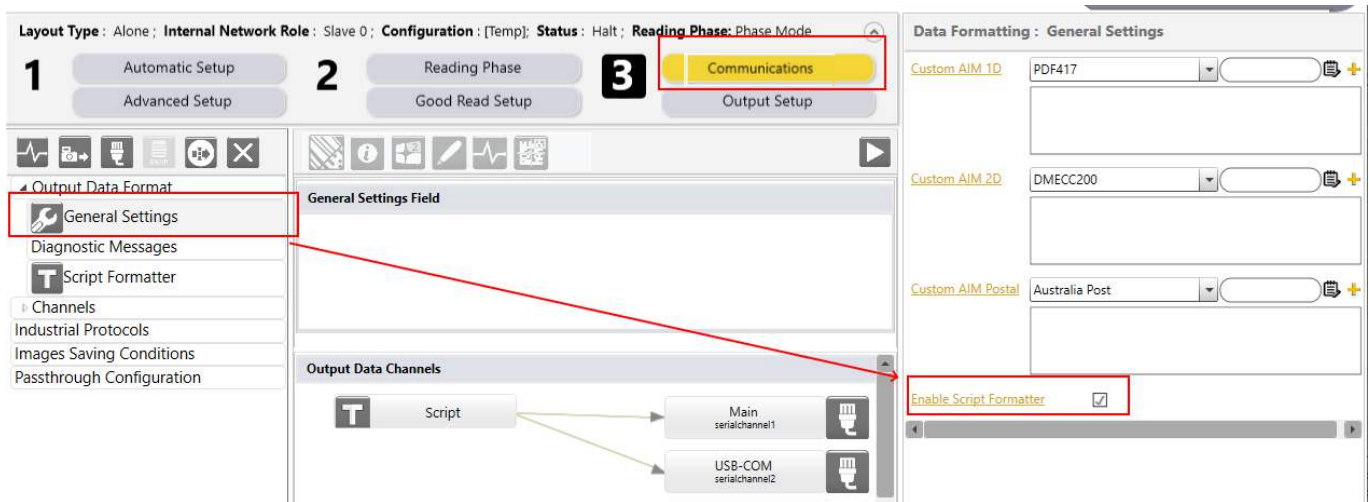 Layout Type : Alone ; Internal Network Role : Slave 0 ; Configuration : [Temp]; Status : Halt ; Reading Phase: Phase Mode
1
Automatic Setup
Advanced Setup
2
Reading Phase
Good Read Setup
3
Communications
Output Setup
Output Data Format
General Settings
Diagnostic Messages
T Script Formatter
Channels
Industrial Protocols
Images Saving Conditions
Passthrough Configuration
General Settings Field
Output Data Channels
T Script
Main
serialchannel1
USB-COM
serialchannel2
Data Formatting : General Settings
Custom AIM 1D PDF417
Custom AIM 2D DMECC200
Custom AIM Postal Australia Post
Enable Script Formatter